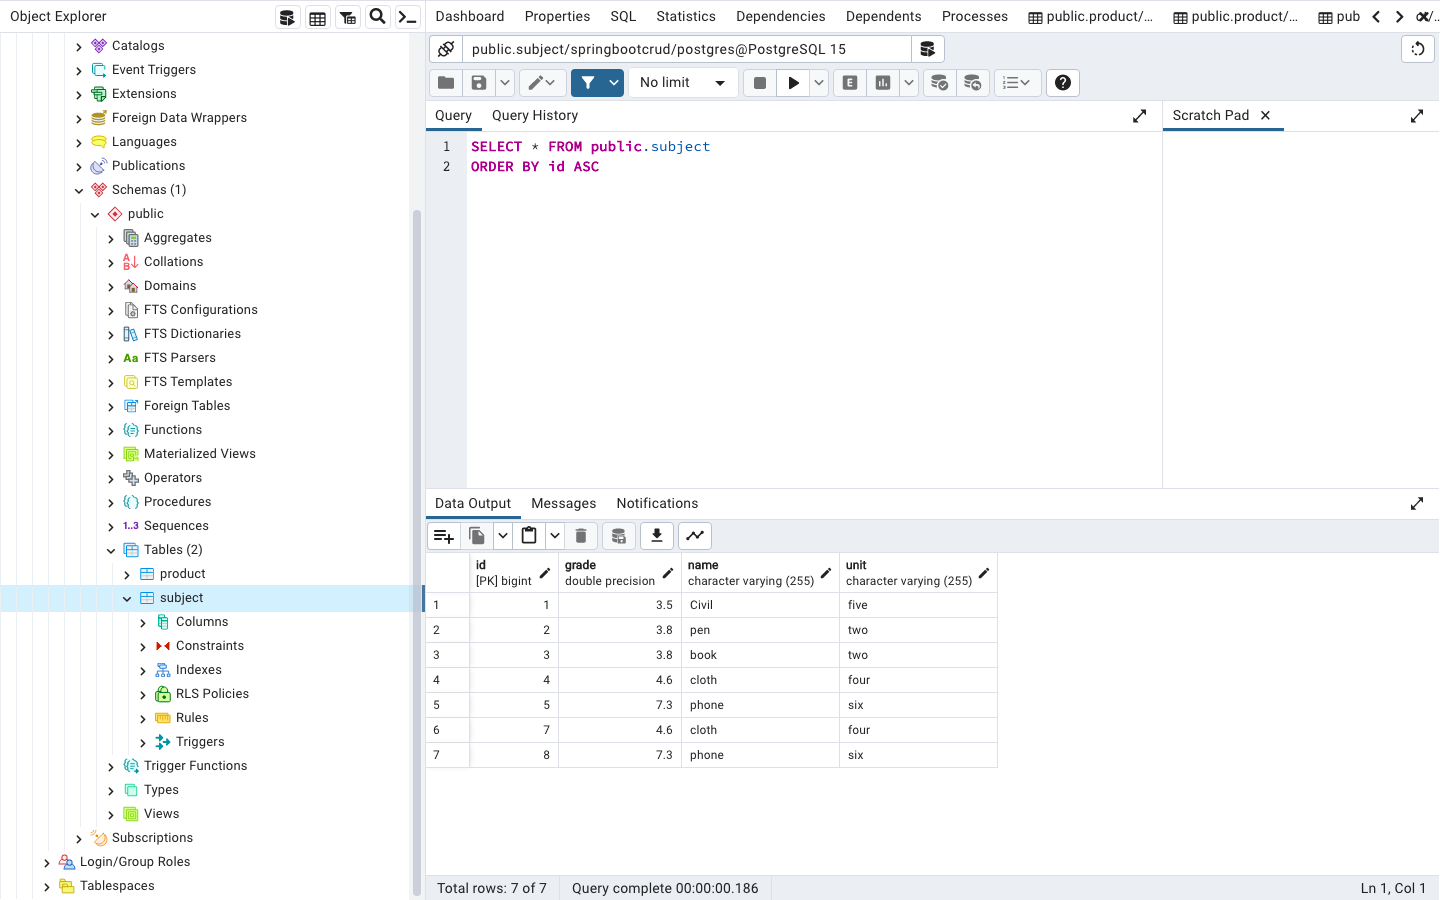 Object Explorer
Dashboard
Properties
SQL
Statistics
Dependencies
Dependents
Processes
public.product/...
public.product/...
pub
Catalogs
Event Triggers
Extensions
Foreign Data Wrappers
Languages
Publications
Schemas (1)
public
Aggregates
Collations
Domains
FTS Configurations
FTS Dictionaries
Aa FTS Parsers
FTS Templates
Foreign Tables
Functions
Materialized Views
Operators
Procedures
1..3 Sequences
Tables (2)
product
subject
Columns
Constraints
Indexes
RLS Policies
Rules
Triggers
Trigger Functions
Types
Views
Subscriptions
Login/Group Roles
Tablespaces
public.subject/springbootcrud/postgres@PostgreSQL 15
No limit
E
Query
Query History
Scratch Pad
1 SELECT * FROM public.subject
2 ORDER BY id ASC
Data Output
Messages
Notifications
id grade name unit
[PK] bigint double precision character varying (255) character varying (255)
1 1 3.5 Civil five
2 2 3.8 pen two
3 3 3.8 book two
4 4 4.6 cloth four
5 5 7.3 phone six
6 7 4.6 cloth four
7 8 7.3 phone six
Total rows: 7 of 7
Query complete 00:00:00.186
Ln 1, Col 1